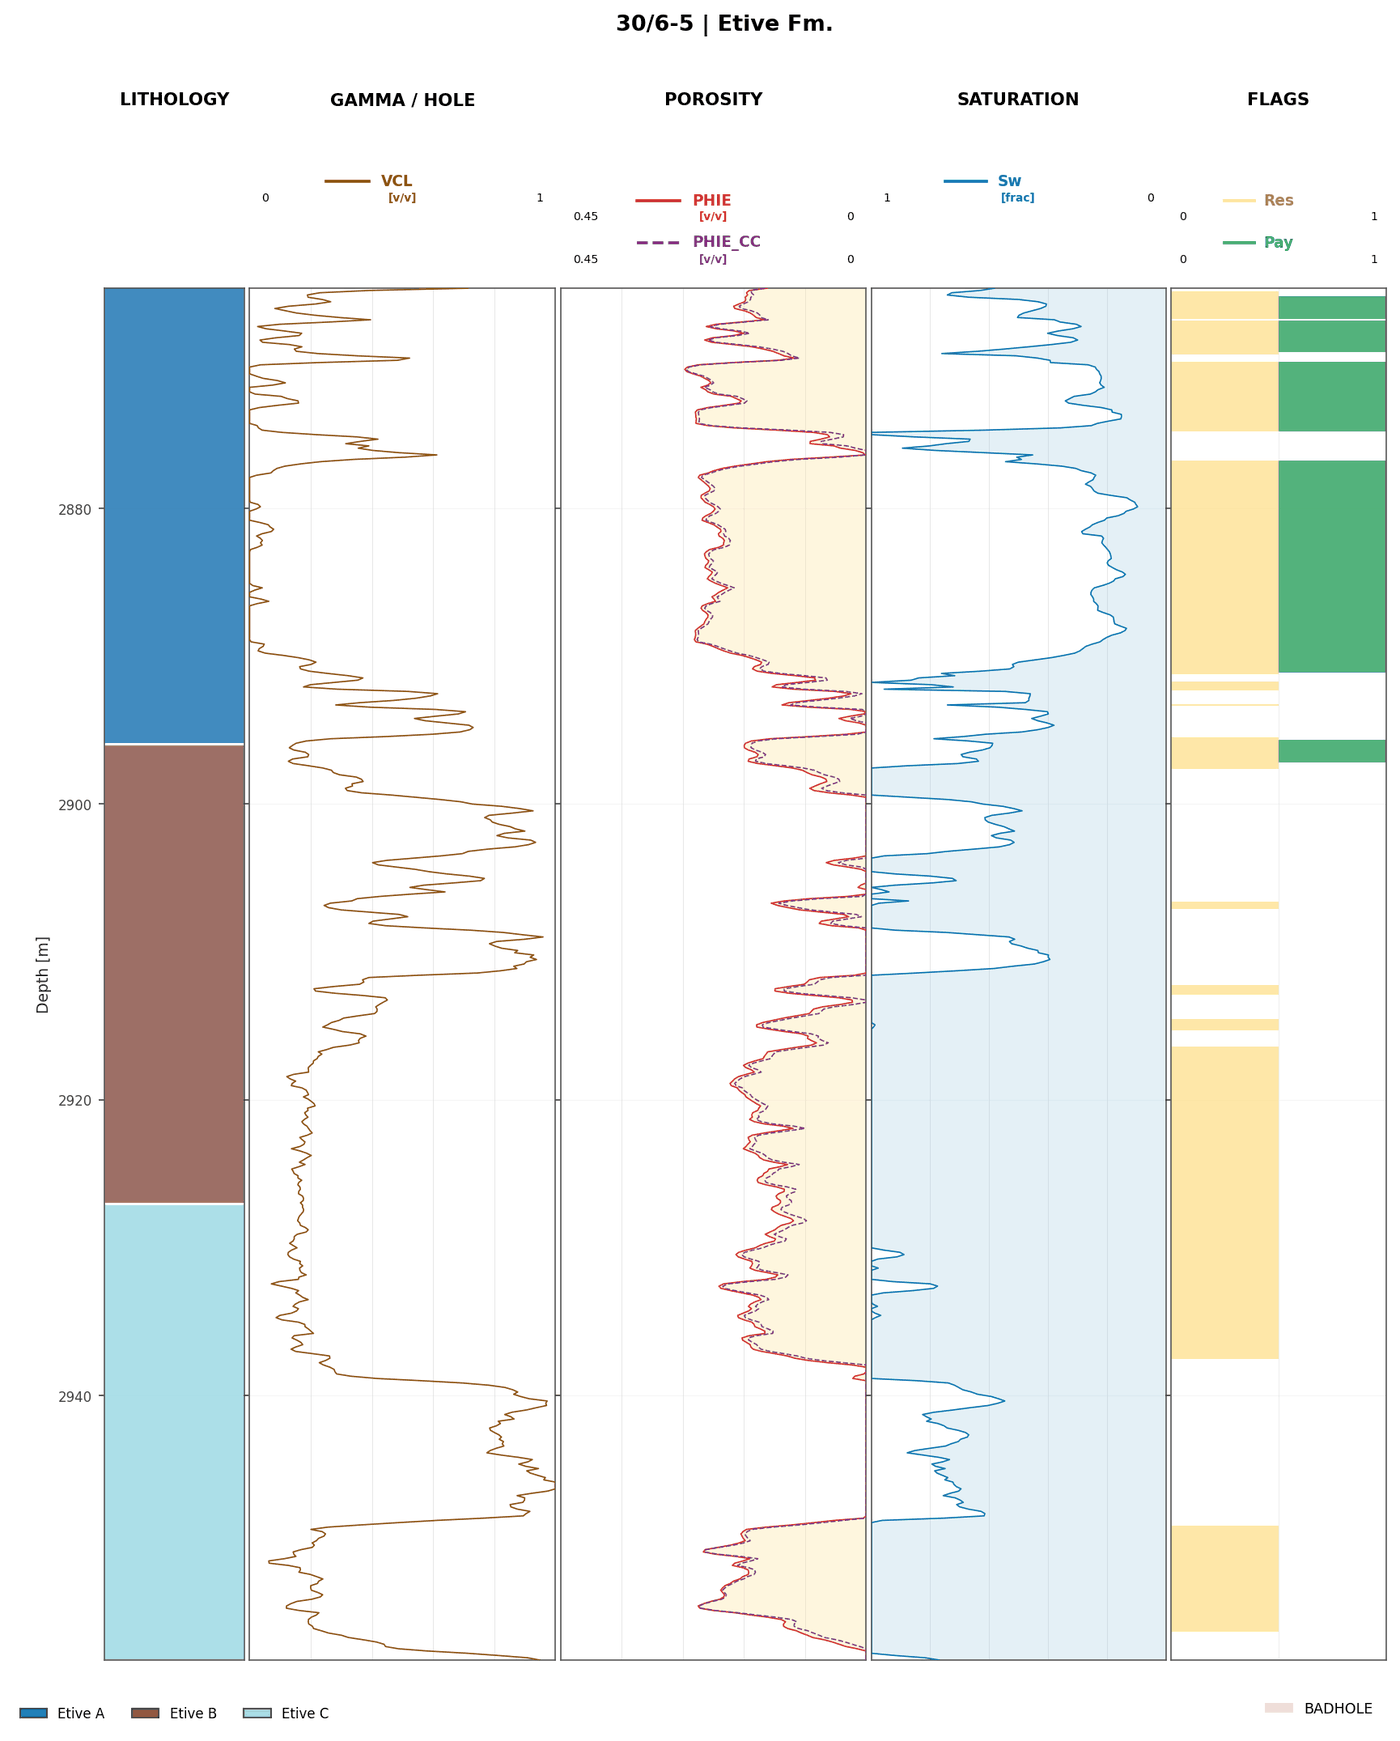 30/6-5 | Etive Fm.
LITHOLOGY GAMMA / HOLE POROSITY SATURATION FLAGS
VCL
[v/v]
0 1
PHIE
[v/v]
0.45 0
PHIE_CC
[v/v]
0.45 0
Sw
[frac]
1 0
Res
0 1
Pay
0 1
Depth [m]
2880
2900
2920
2940
Etive A Etive B Etive C
BADHOLE